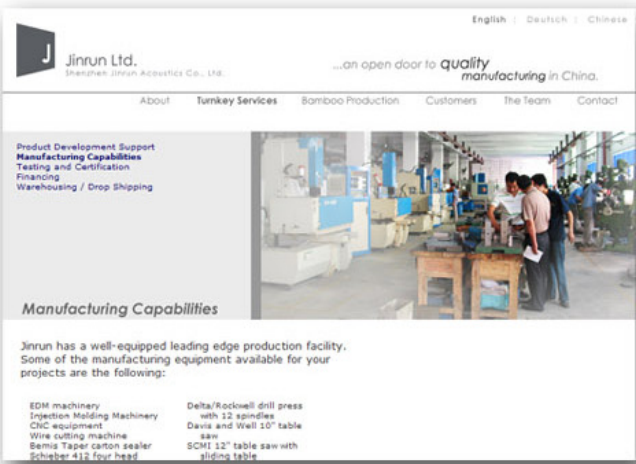 English | Deutsch | Chinese
J
Jinrun Ltd.
Shenzhen Jinrun Acoustics Co., Ltd.
...an open door to quality
manufacturing in China.
About Turnkey Services Bamboo Production Customers The Team Contact
Product Development Support
Manufacturing Capabilities
Testing and Certification
Financing
Warehousing / Drop Shipping
Manufacturing Capabilities
Jinrun has a well-equipped leading edge production facility.
Some of the manufacturing equipment available for your
projects are the following:
EDM machinery
Injection Molding Machinery
CNC equipment
Wire cutting machine
Bemis Taper carton sealer
Schieber 412 four head
Delta/Rockwell drill press
with 12 spindles
Davis and Well 10" table
saw
SCMI 12" table saw with
sliding table